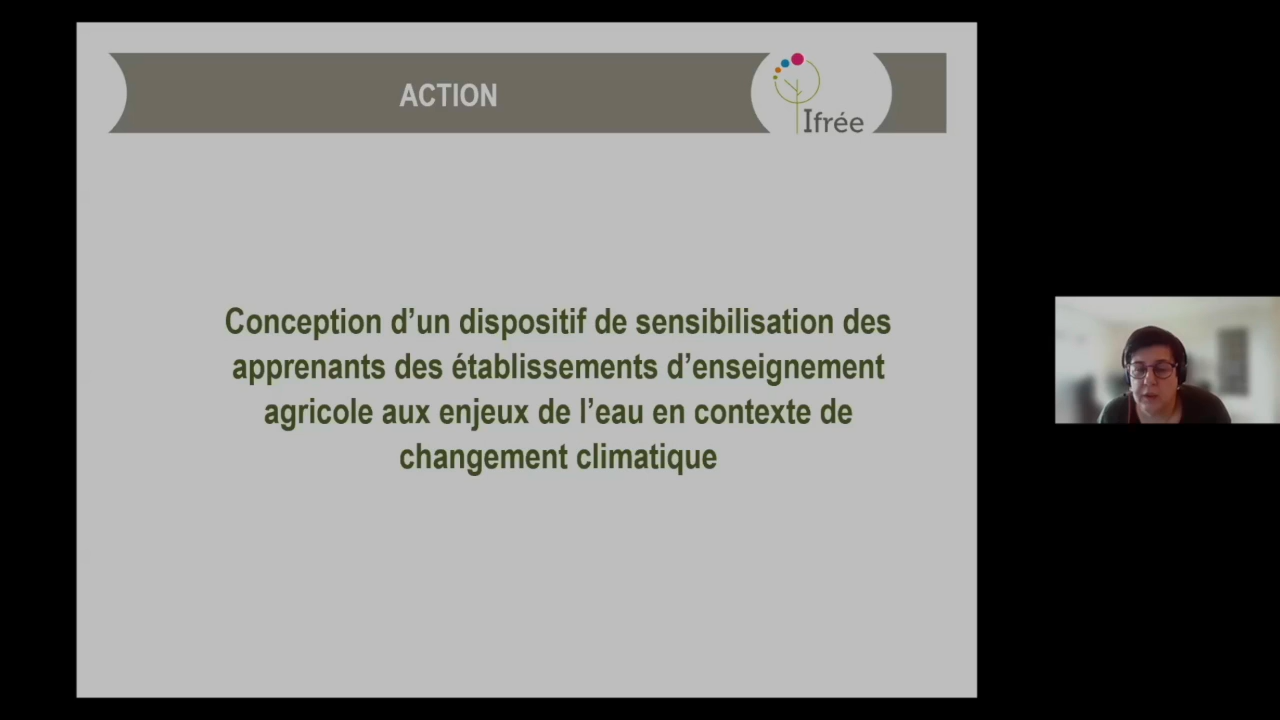 ACTION
Ifrée
Conception d’un dispositif de sensibilisation des
apprenants des établissements d’enseignement
agricole aux enjeux de l’eau en contexte de
changement climatique